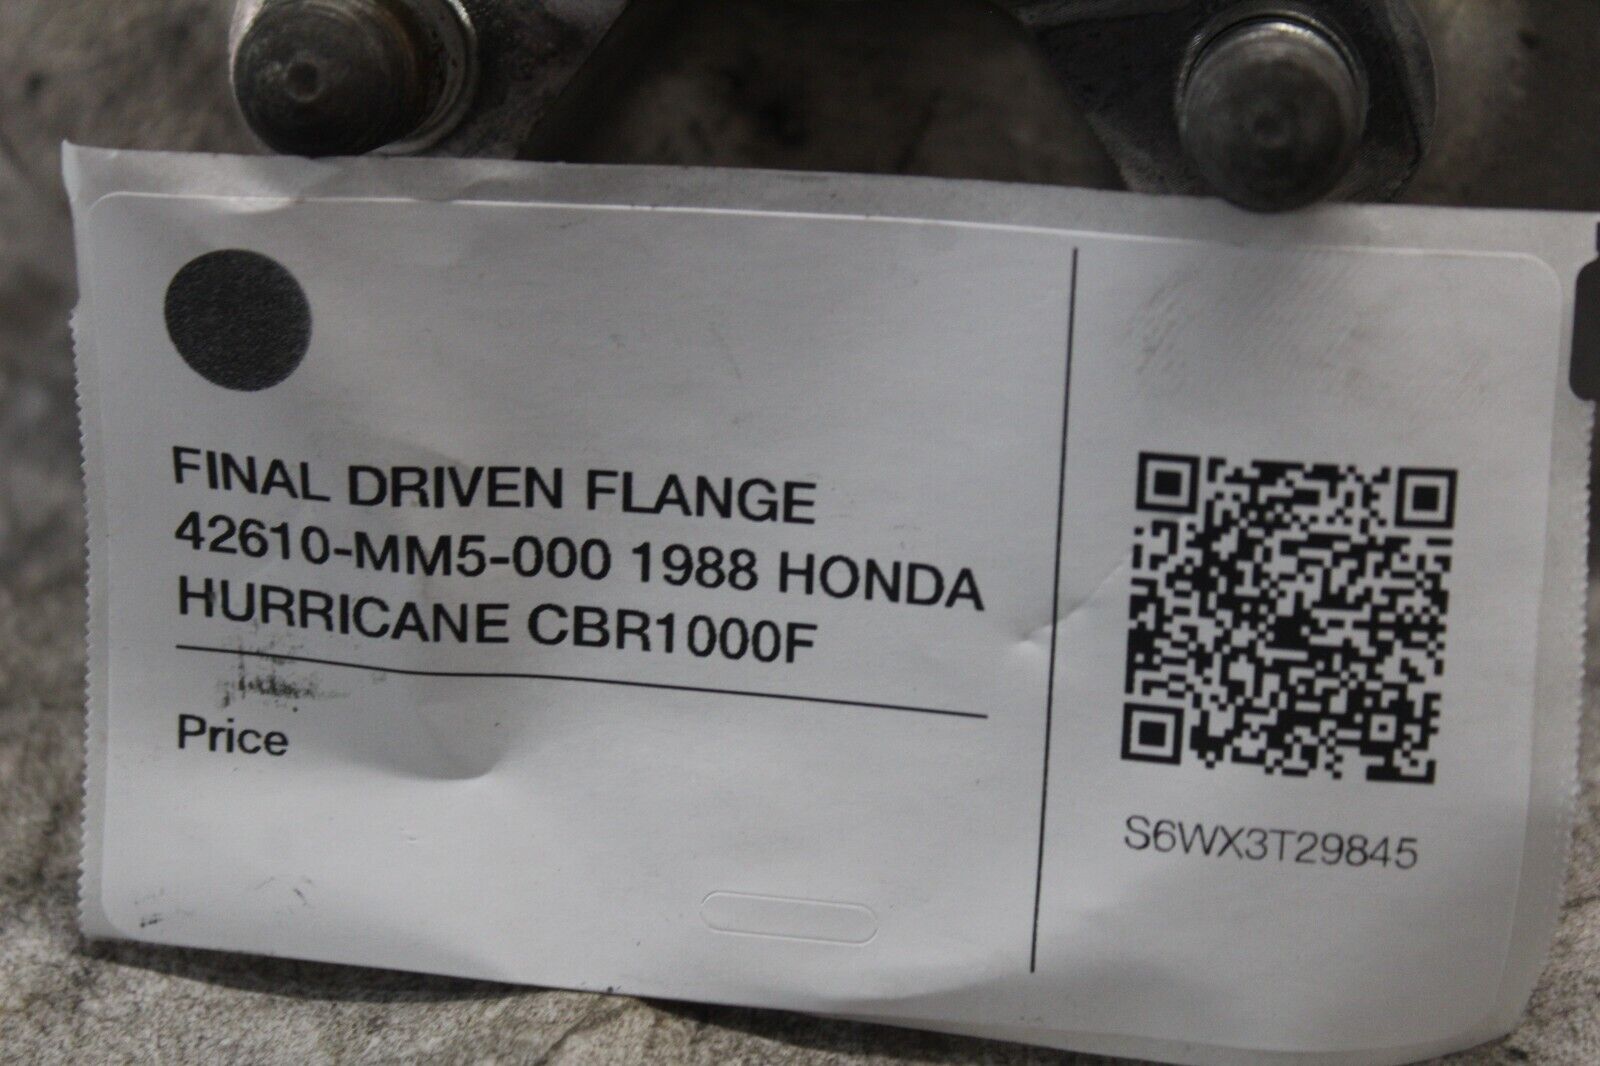 FINAL DRIVEN FLANGE
42610-MM5-000 1988 HONDA
HURRICANE CBR1000F
Price
S6WX3T29845